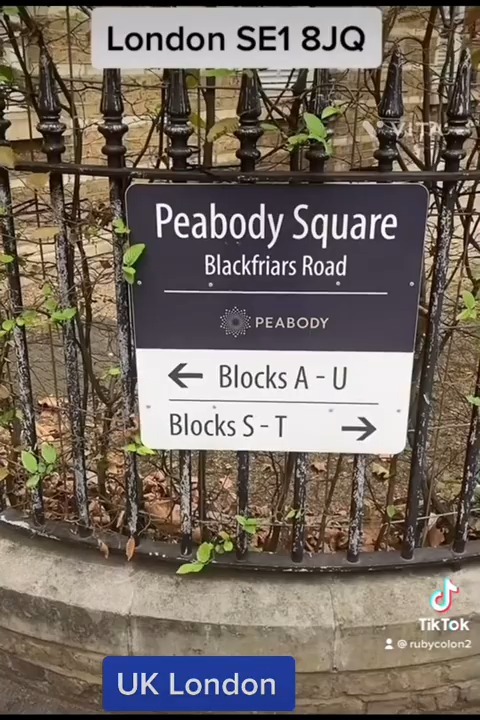 London SE1 8JQ
Peabody Square
Blackfriars Road
PEABODY
← Blocks A - U
Blocks S - T →
TikTok
@rubycolon2
UK London